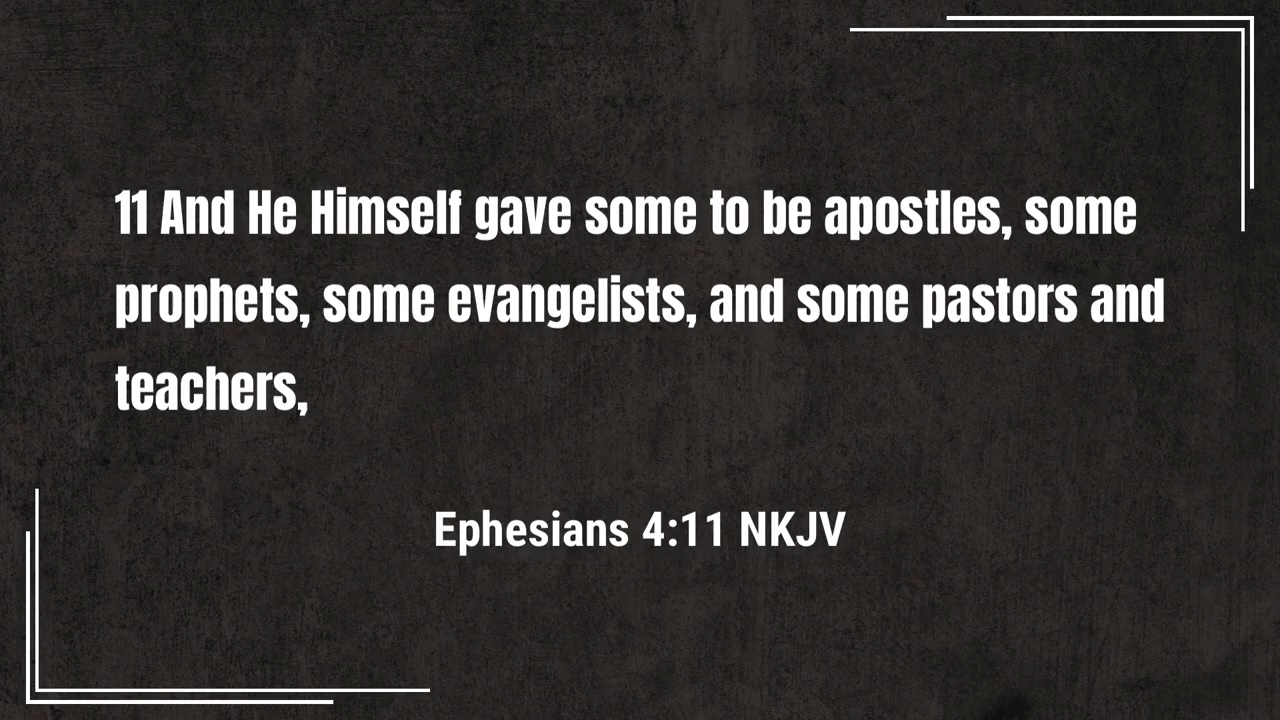 11 And He Himself gave some to be apostles, some
prophets, some evangelists, and some pastors and
teachers,
Ephesians 4:11 NKJV